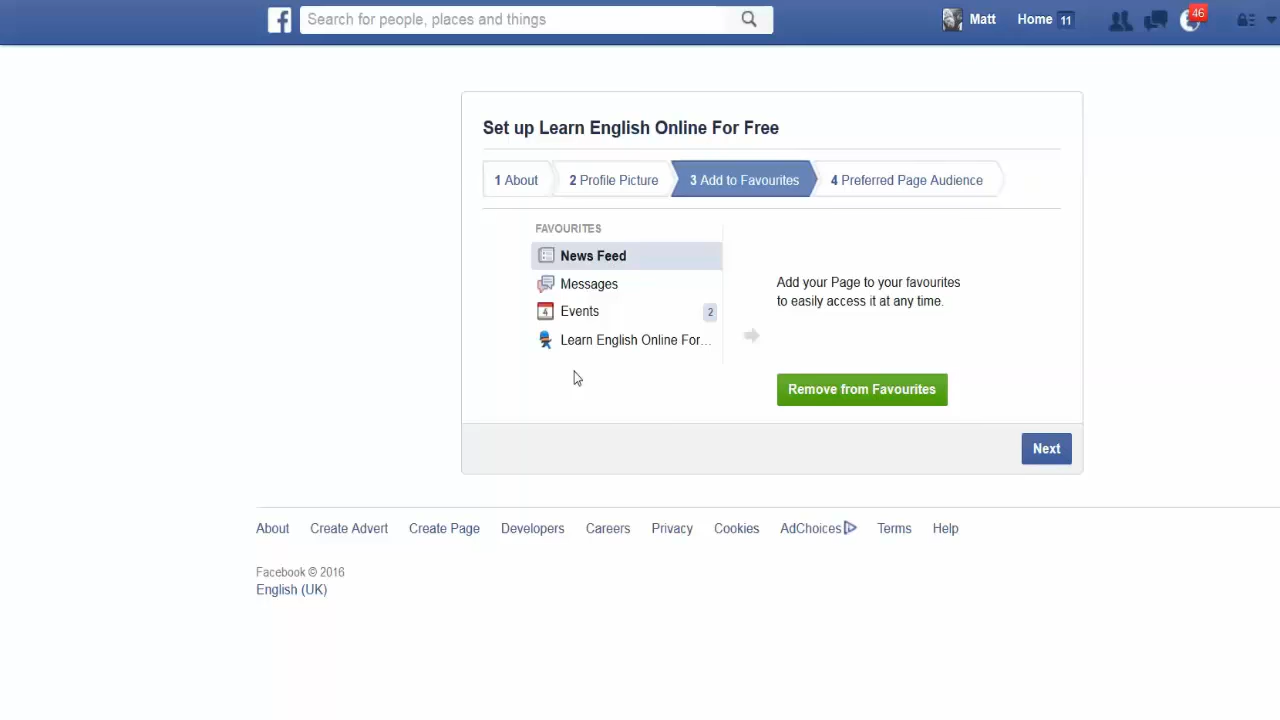 Search for people, places and things
Matt
Home 11
46
Set up Learn English Online For Free
1 About
2 Profile Picture
3 Add to Favourites
4 Preferred Page Audience
FAVOURITES
News Feed
Messages
4 Events 2
Learn English Online For...
Add your Page to your favourites
to easily access it at any time.
Remove from Favourites
Next
About Create Advert Create Page Developers Careers Privacy Cookies AdChoices Terms Help
Facebook © 2016
English (UK)